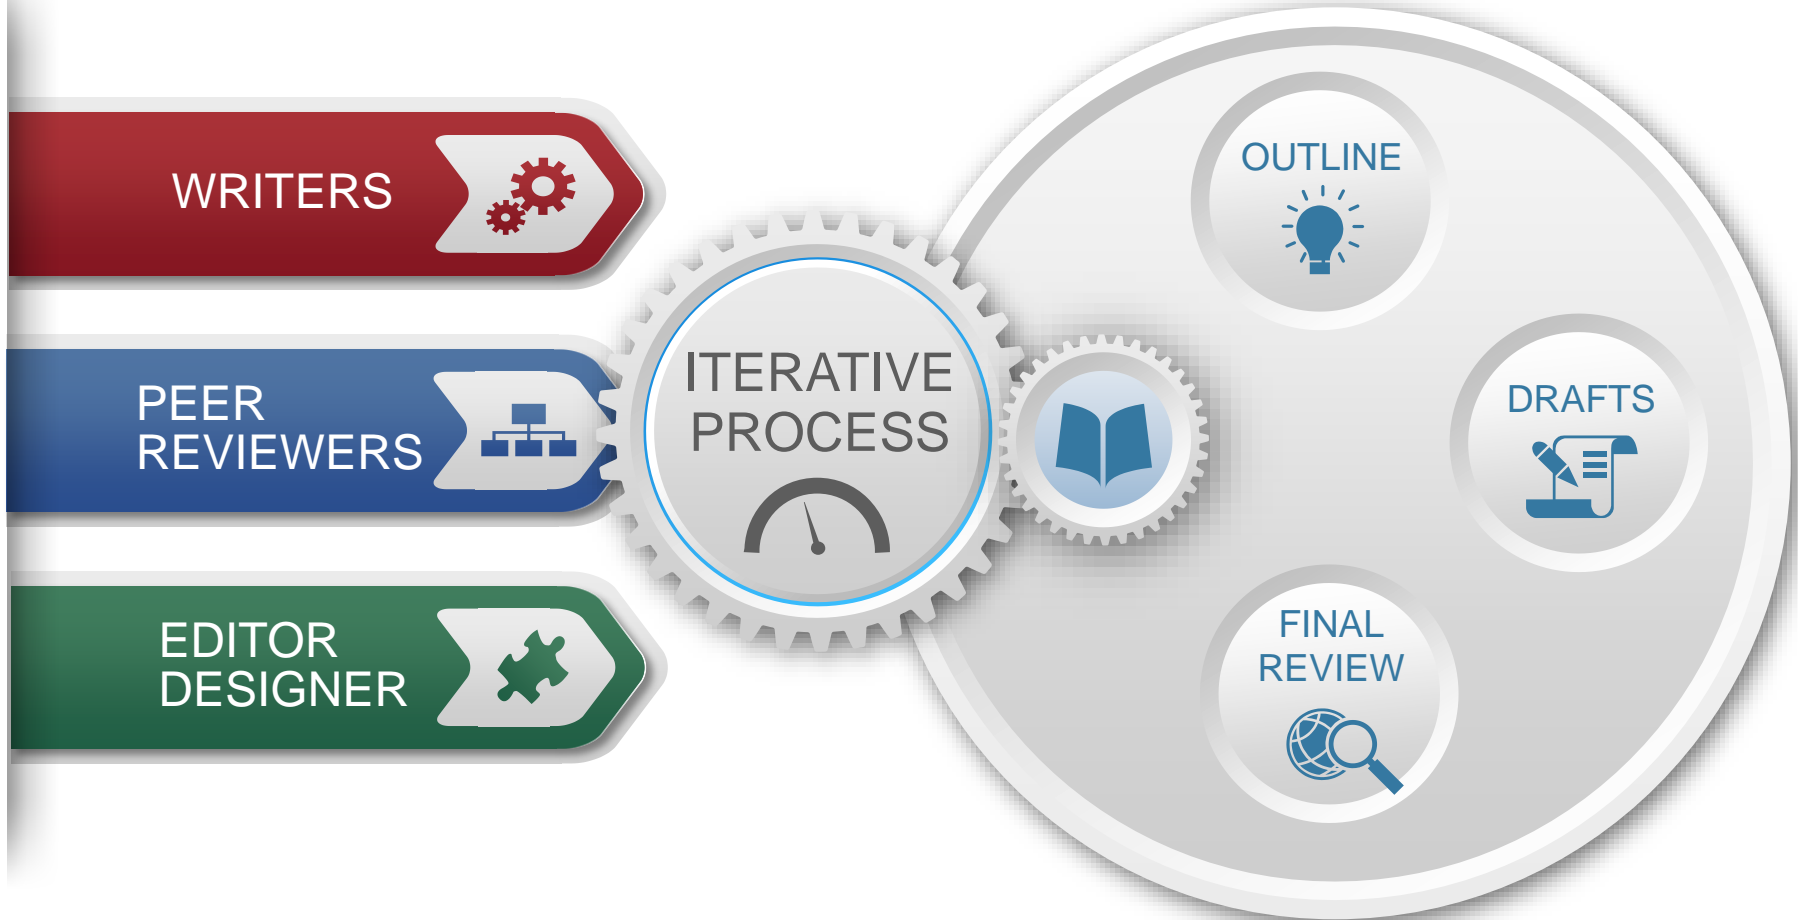 WRITERS
PEER
REVIEWERS
EDITOR
DESIGNER
ITERATIVE
PROCESS
OUTLINE
DRAFTS
FINAL
REVIEW